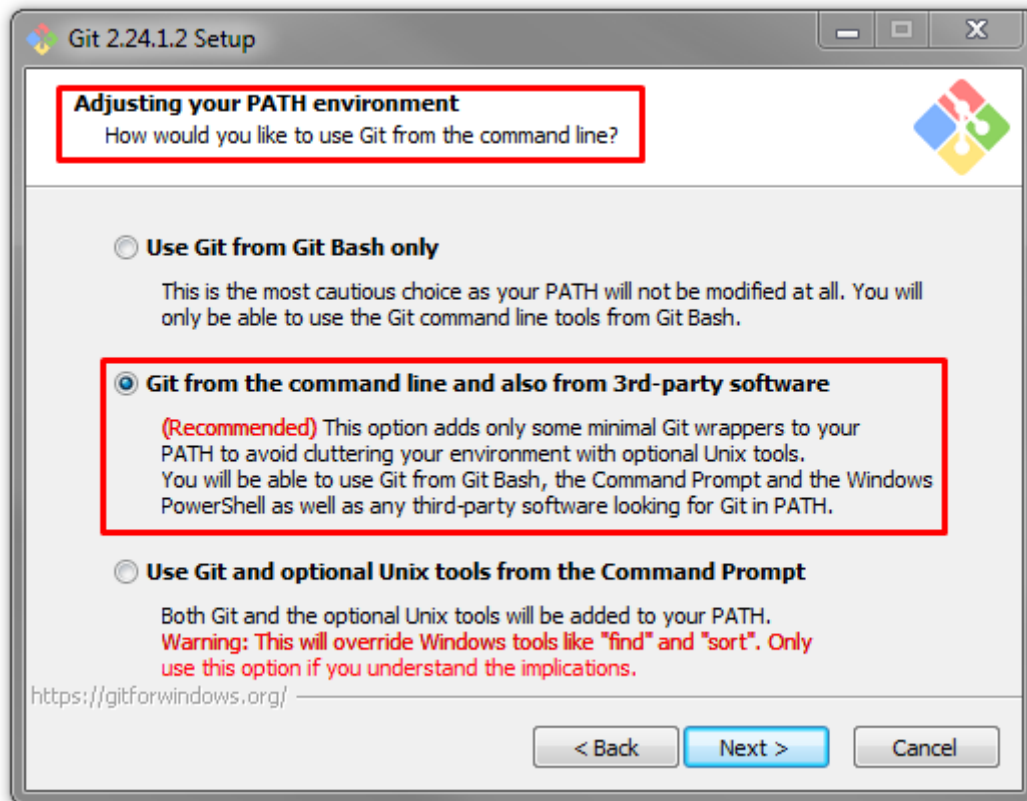 Git 2.24.1.2 Setup
Adjusting your PATH environment
How would you like to use Git from the command line?
Use Git from Git Bash only
This is the most cautious choice as your PATH will not be modified at all. You will
only be able to use the Git command line tools from Git Bash.
Git from the command line and also from 3rd-party software
(Recommended) This option adds only some minimal Git wrappers to your
PATH to avoid cluttering your environment with optional Unix tools.
You will be able to use Git from Git Bash, the Command Prompt and the Windows
PowerShell as well as any third-party software looking for Git in PATH.
Use Git and optional Unix tools from the Command Prompt
Both Git and the optional Unix tools will be added to your PATH.
Warning: This will override Windows tools like "find" and "sort". Only
use this option if you understand the implications.
https://gitforwindows.org/
< Back Next > Cancel